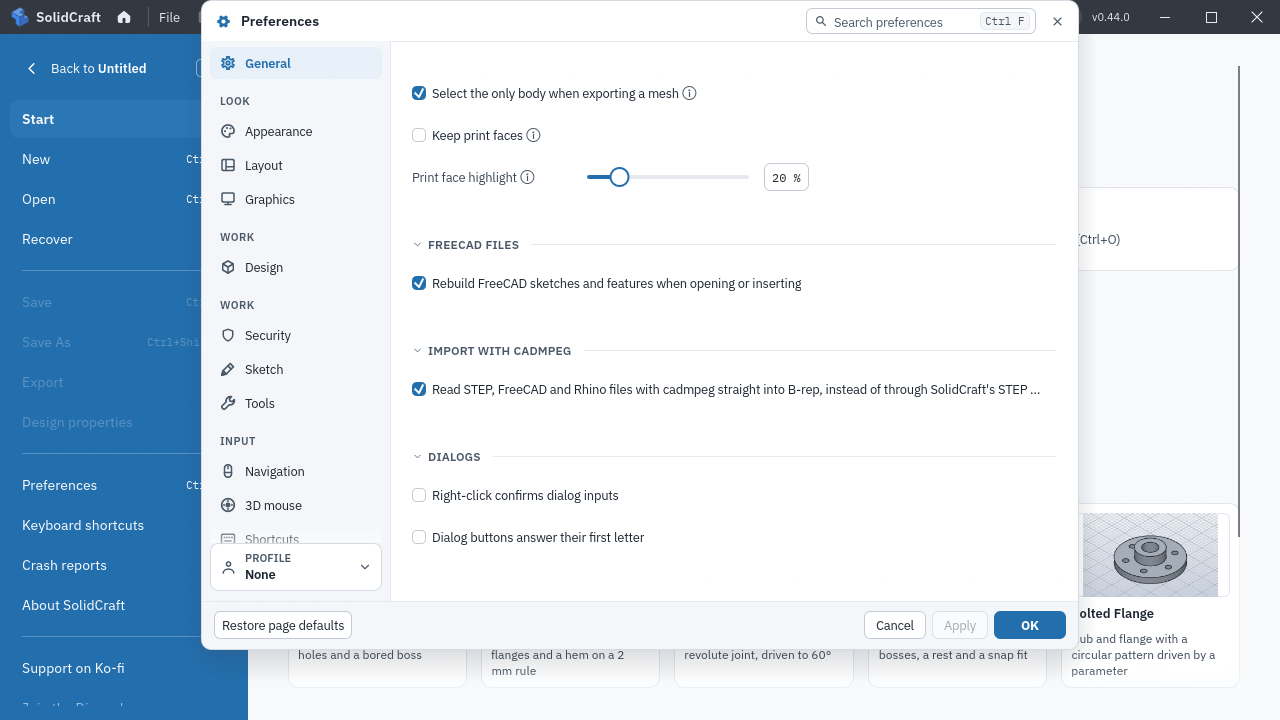 SolidCraft
File
v0.44.0
Back to Untitled
Start
New
Open
Recover
Save
Save As
Ctrl+Shi
Export
Design properties
Preferences
Keyboard shortcuts
Crash reports
About SolidCraft
Support on Ko-fi
Preferences
Search preferences
Ctrl F
General
LOOK
Appearance
Layout
Graphics
WORK
Design
WORK
Security
Sketch
Tools
INPUT
Navigation
3D mouse
Shortcuts
PROFILE
None
Select the only body when exporting a mesh
Keep print faces
Print face highlight
20 %
FREECAD FILES
Rebuild FreeCAD sketches and features when opening or inserting
IMPORT WITH CADMPEG
Read STEP, FreeCAD and Rhino files with cadmpeg straight into B-rep, instead of through SolidCraft's STEP ...
DIALOGS
Right-click confirms dialog inputs
Dialog buttons answer their first letter
Restore page defaults
Cancel
Apply
OK
(Ctrl+O)
holes and a bored boss
flanges and a hem on a 2
mm rule
revolute joint, driven to 60°
bosses, a rest and a snap fit
olted Flange
ub and flange with a
circular pattern driven by a
parameter